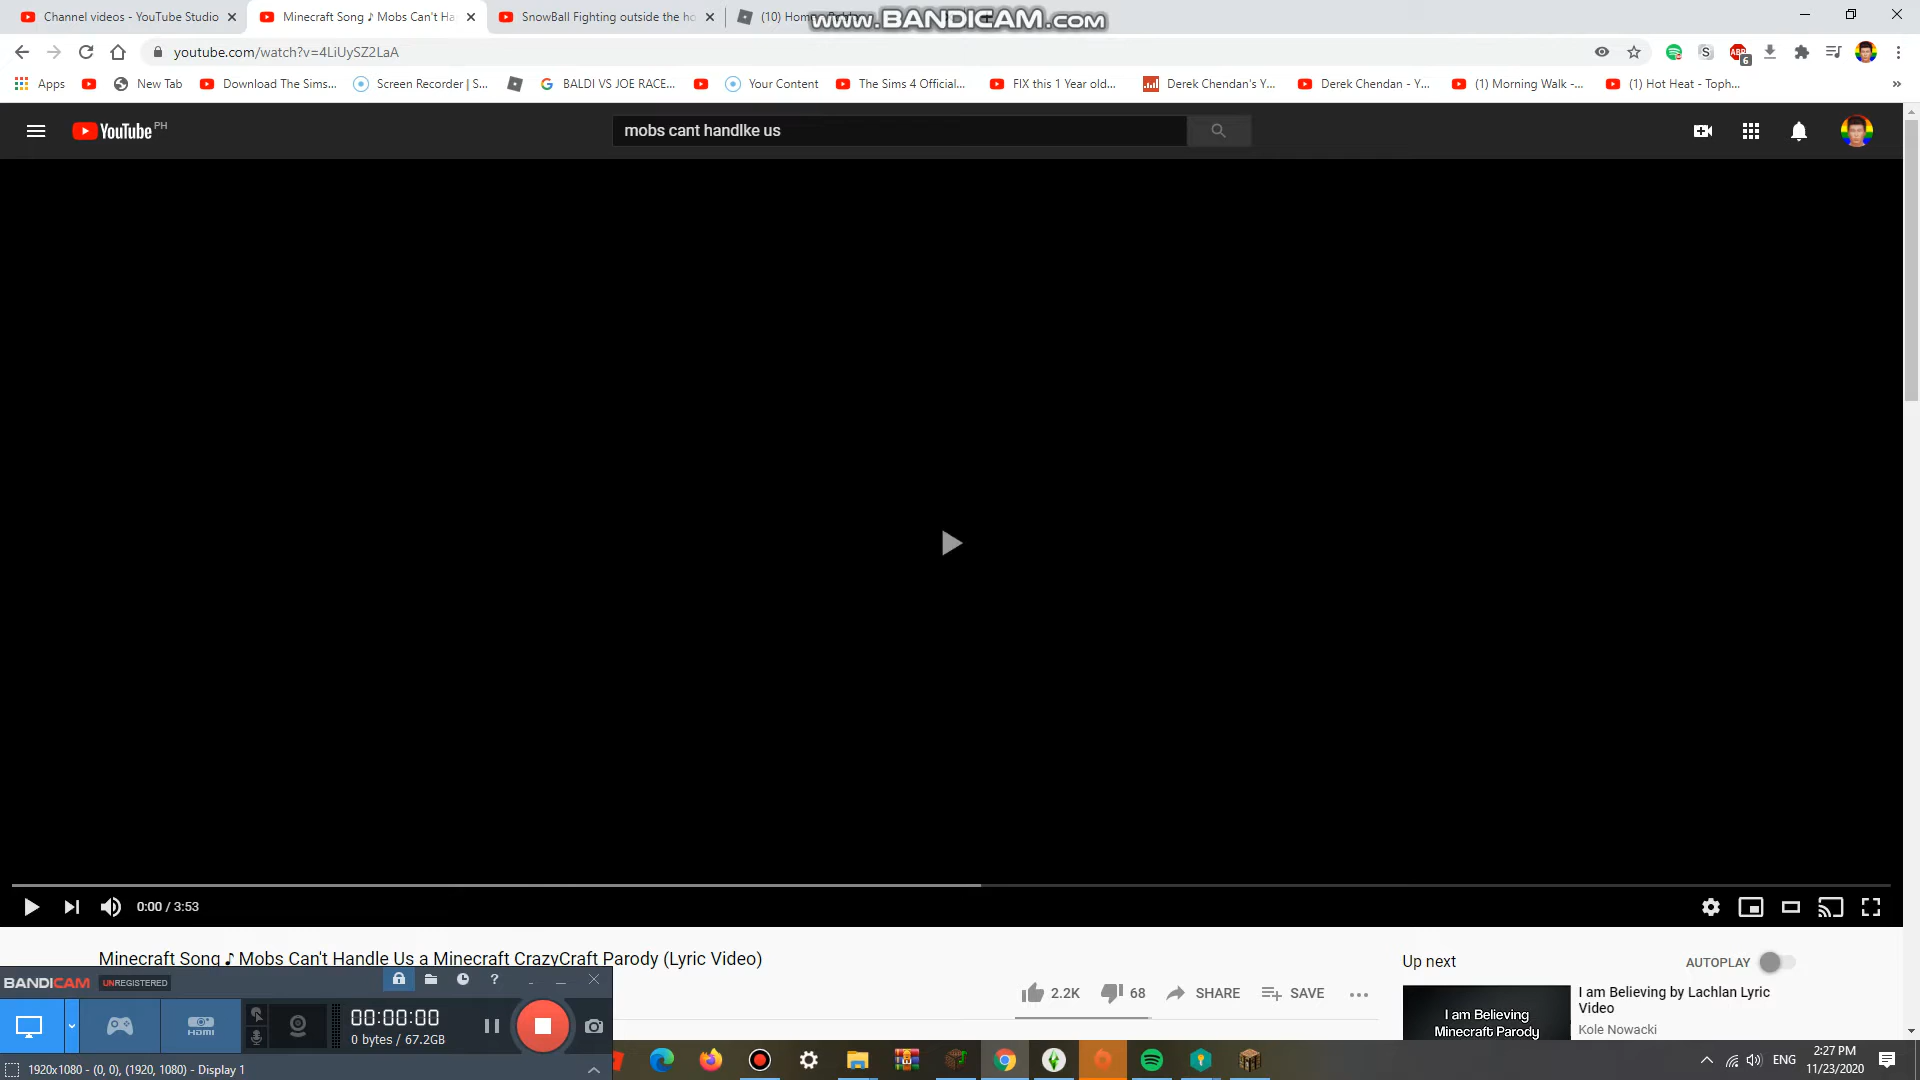 Channel videos - YouTube Studio
Minecraft Song ♪ Mobs Can't Ha
SnowBall Fighting outside the ho
(10) Home
www.BANDICAM.com
youtube.com/watch?v=4LiUySZ2LaA
ABP
6
Apps
New Tab
Download The Sims...
Screen Recorder | S...
BALDI VS JOE RACE...
Your Content
The Sims 4 Official...
FIX this 1 Year old...
Derek Chendan's Y...
Derek Chendan - Y...
(1) Morning Walk -...
(1) Hot Heat - Toph...
»
YouTube PH
mobs cant handlke us
0:00 / 3:53
Minecraft Song ♪ Mobs Can't Handle Us a Minecraft CrazyCraft Parody (Lyric Video)
2.2K
68
SHARE
SAVE
Up next
AUTOPLAY
I am Believing
Minecraft Parody
I am Believing by Lachlan Lyric
Video
Kole Nowacki
BANDICAM
UNREGISTERED
HDMI
00:00:00
0 bytes / 67.2GB
1920x1080 - (0, 0), (1920, 1080) - Display 1
ENG
2:27 PM
11/23/2020